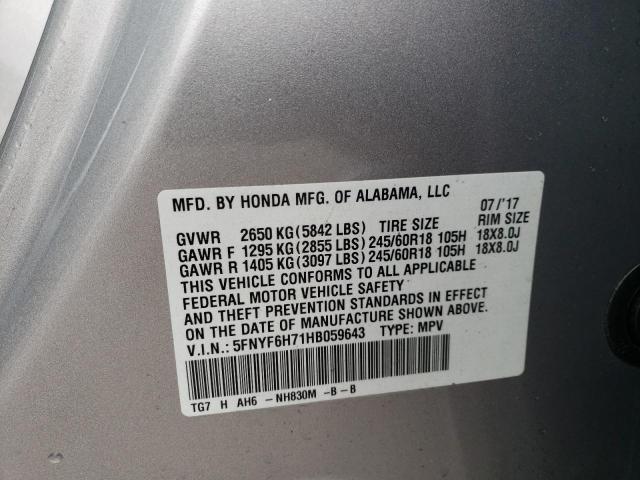 MFD. BY HONDA MFG. OF ALABAMA, LLC 07/'17
GVWR 2650 KG(5842 LBS) TIRE SIZE RIM SIZE
GAWR F 1295 KG(2855 LBS)245/60R18 105H 18X8.0J
GAWR R 1405 KG(3097 LBS)245/60R18 105H 18X8.0J
THIS VEHICLE CONFORMS TO ALL APPLICABLE
FEDERAL MOTOR VEHICLE SAFETY
AND THEFT PREVENTION STANDARDS IN EFFECT
ON THE DATE OF MANUFACTURE SHOWN ABOVE.
V.I.N.: 5FNYF6H71HB059643 TYPE: MPV
TG7 H AH6 -NH830M -B-B